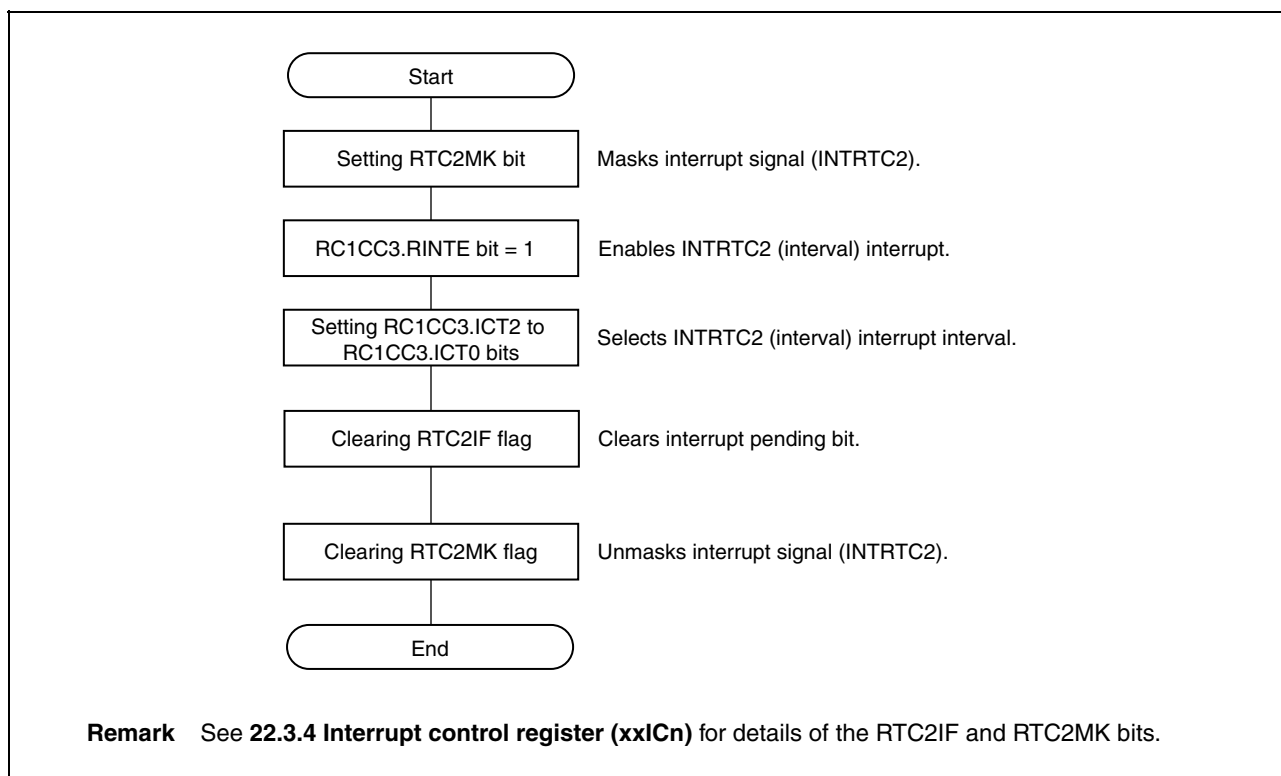 Start
Setting RTC2MK bit
Masks interrupt signal (INTRTC2).
RC1CC3.RINTE bit = 1
Enables INTRTC2 (interval) interrupt.
Setting RC1CC3.ICT2 to
RC1CC3.ICT0 bits
Selects INTRTC2 (interval) interrupt interval.
Clearing RTC2IF flag
Clears interrupt pending bit.
Clearing RTC2MK flag
Unmasks interrupt signal (INTRTC2).
End
Remark See 22.3.4 Interrupt control register (xxICn) for details of the RTC2IF and RTC2MK bits.